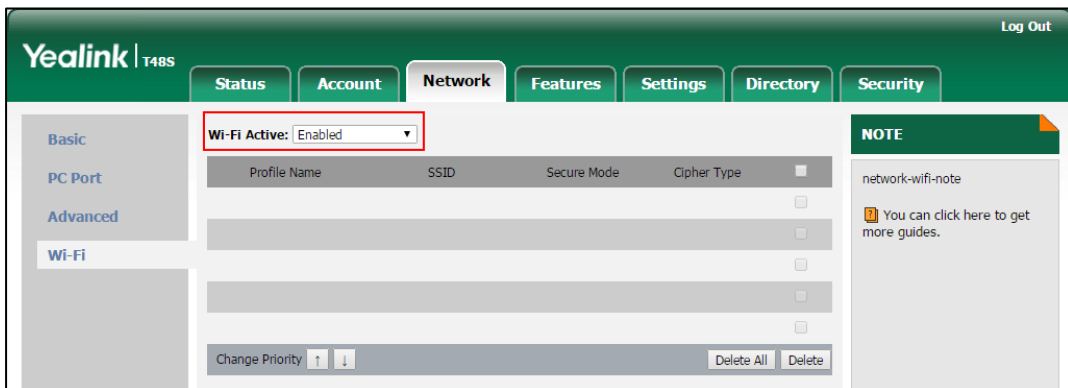 Log Out
Yealink | T48S
Status Account Network Features Settings Directory Security
Basic
PC Port
Advanced
Wi-Fi
Wi-Fi Active: Enabled
Profile Name SSID Secure Mode Cipher Type
Change Priority ↑ ↓ Delete All Delete
NOTE
network-wifi-note
? You can click here to get
more guides.